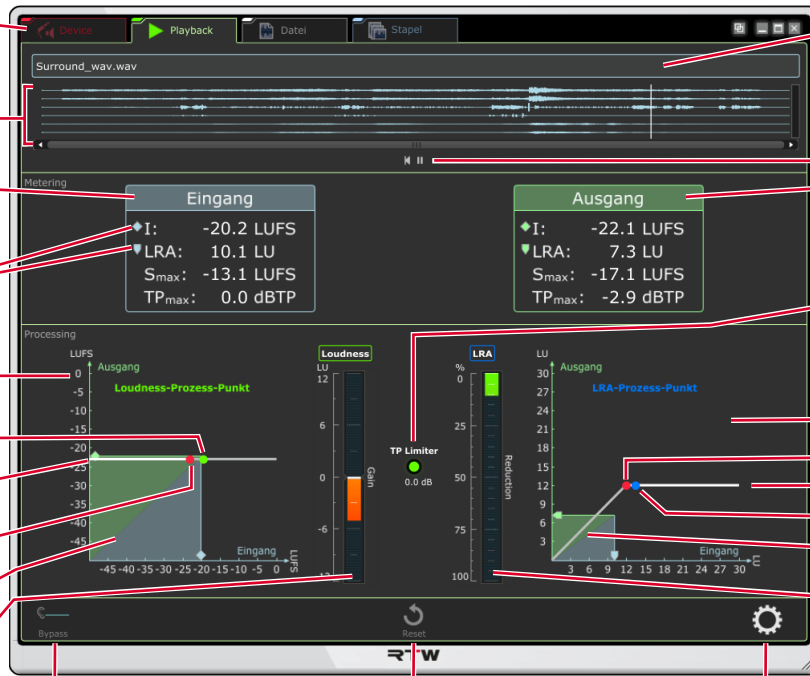 Device
Playback
Datei
Stapel
Surround_wav.wav
Metering
Eingang
I: -20.2 LUFS
LRA: 10.1 LU
Smax: -13.1 LUFS
TPmax: 0.0 dBTP
Ausgang
I: -22.1 LUFS
LRA: 7.3 LU
Smax: -17.1 LUFS
TPmax: -2.9 dBTP
Processing
LUFS
Ausgang
Loudness-Prozess-Punkt
0
-5
-10
-15
-20
-25
-30
-35
-40
-45
Eingang
-45 -40 -35 -30 -25 -20 -15 -10 -5 0
LUFS
Loudness
LU
12
6
0
-6
Gain
TP Limiter
0.0 dB
LRA
%
0
25
50
75
100
Reduction
LU
Ausgang
LRA-Prozess-Punkt
30
27
24
21
18
15
12
9
6
3
Eingang
3 6 9 12 15 18 21 24 27 30
LU
Bypass
Reset
RTW